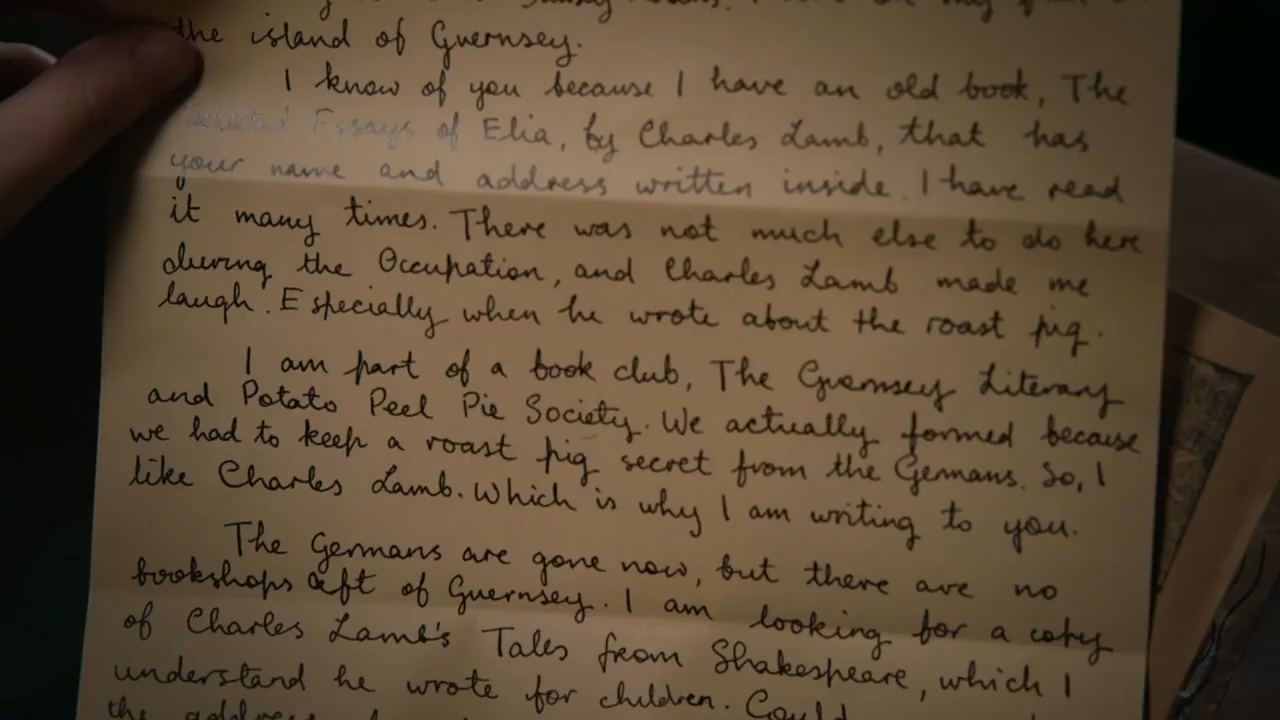 the island of Guernsey.
I know of you because I have an old book, The
Selected Essays of Elia, by Charles Lamb, that has
your name and address written inside. I have read
it many times. There was not much else to do here
during the Occupation, and Charles Lamb made me
laugh. Especially when he wrote about the roast pig.
I am part of a book club, The Guernsey Literary
and Potato Peel Pie Society. We actually formed because
we had to keep a roast pig secret from the Germans. So, I
like Charles Lamb. Which is why I am writing to you.
The Germans are gone now, but there are no
bookshops left of Guernsey. I am looking for a copy
of Charles Lamb's Tales from Shakespeare, which I
understand he wrote for children. Could
the address